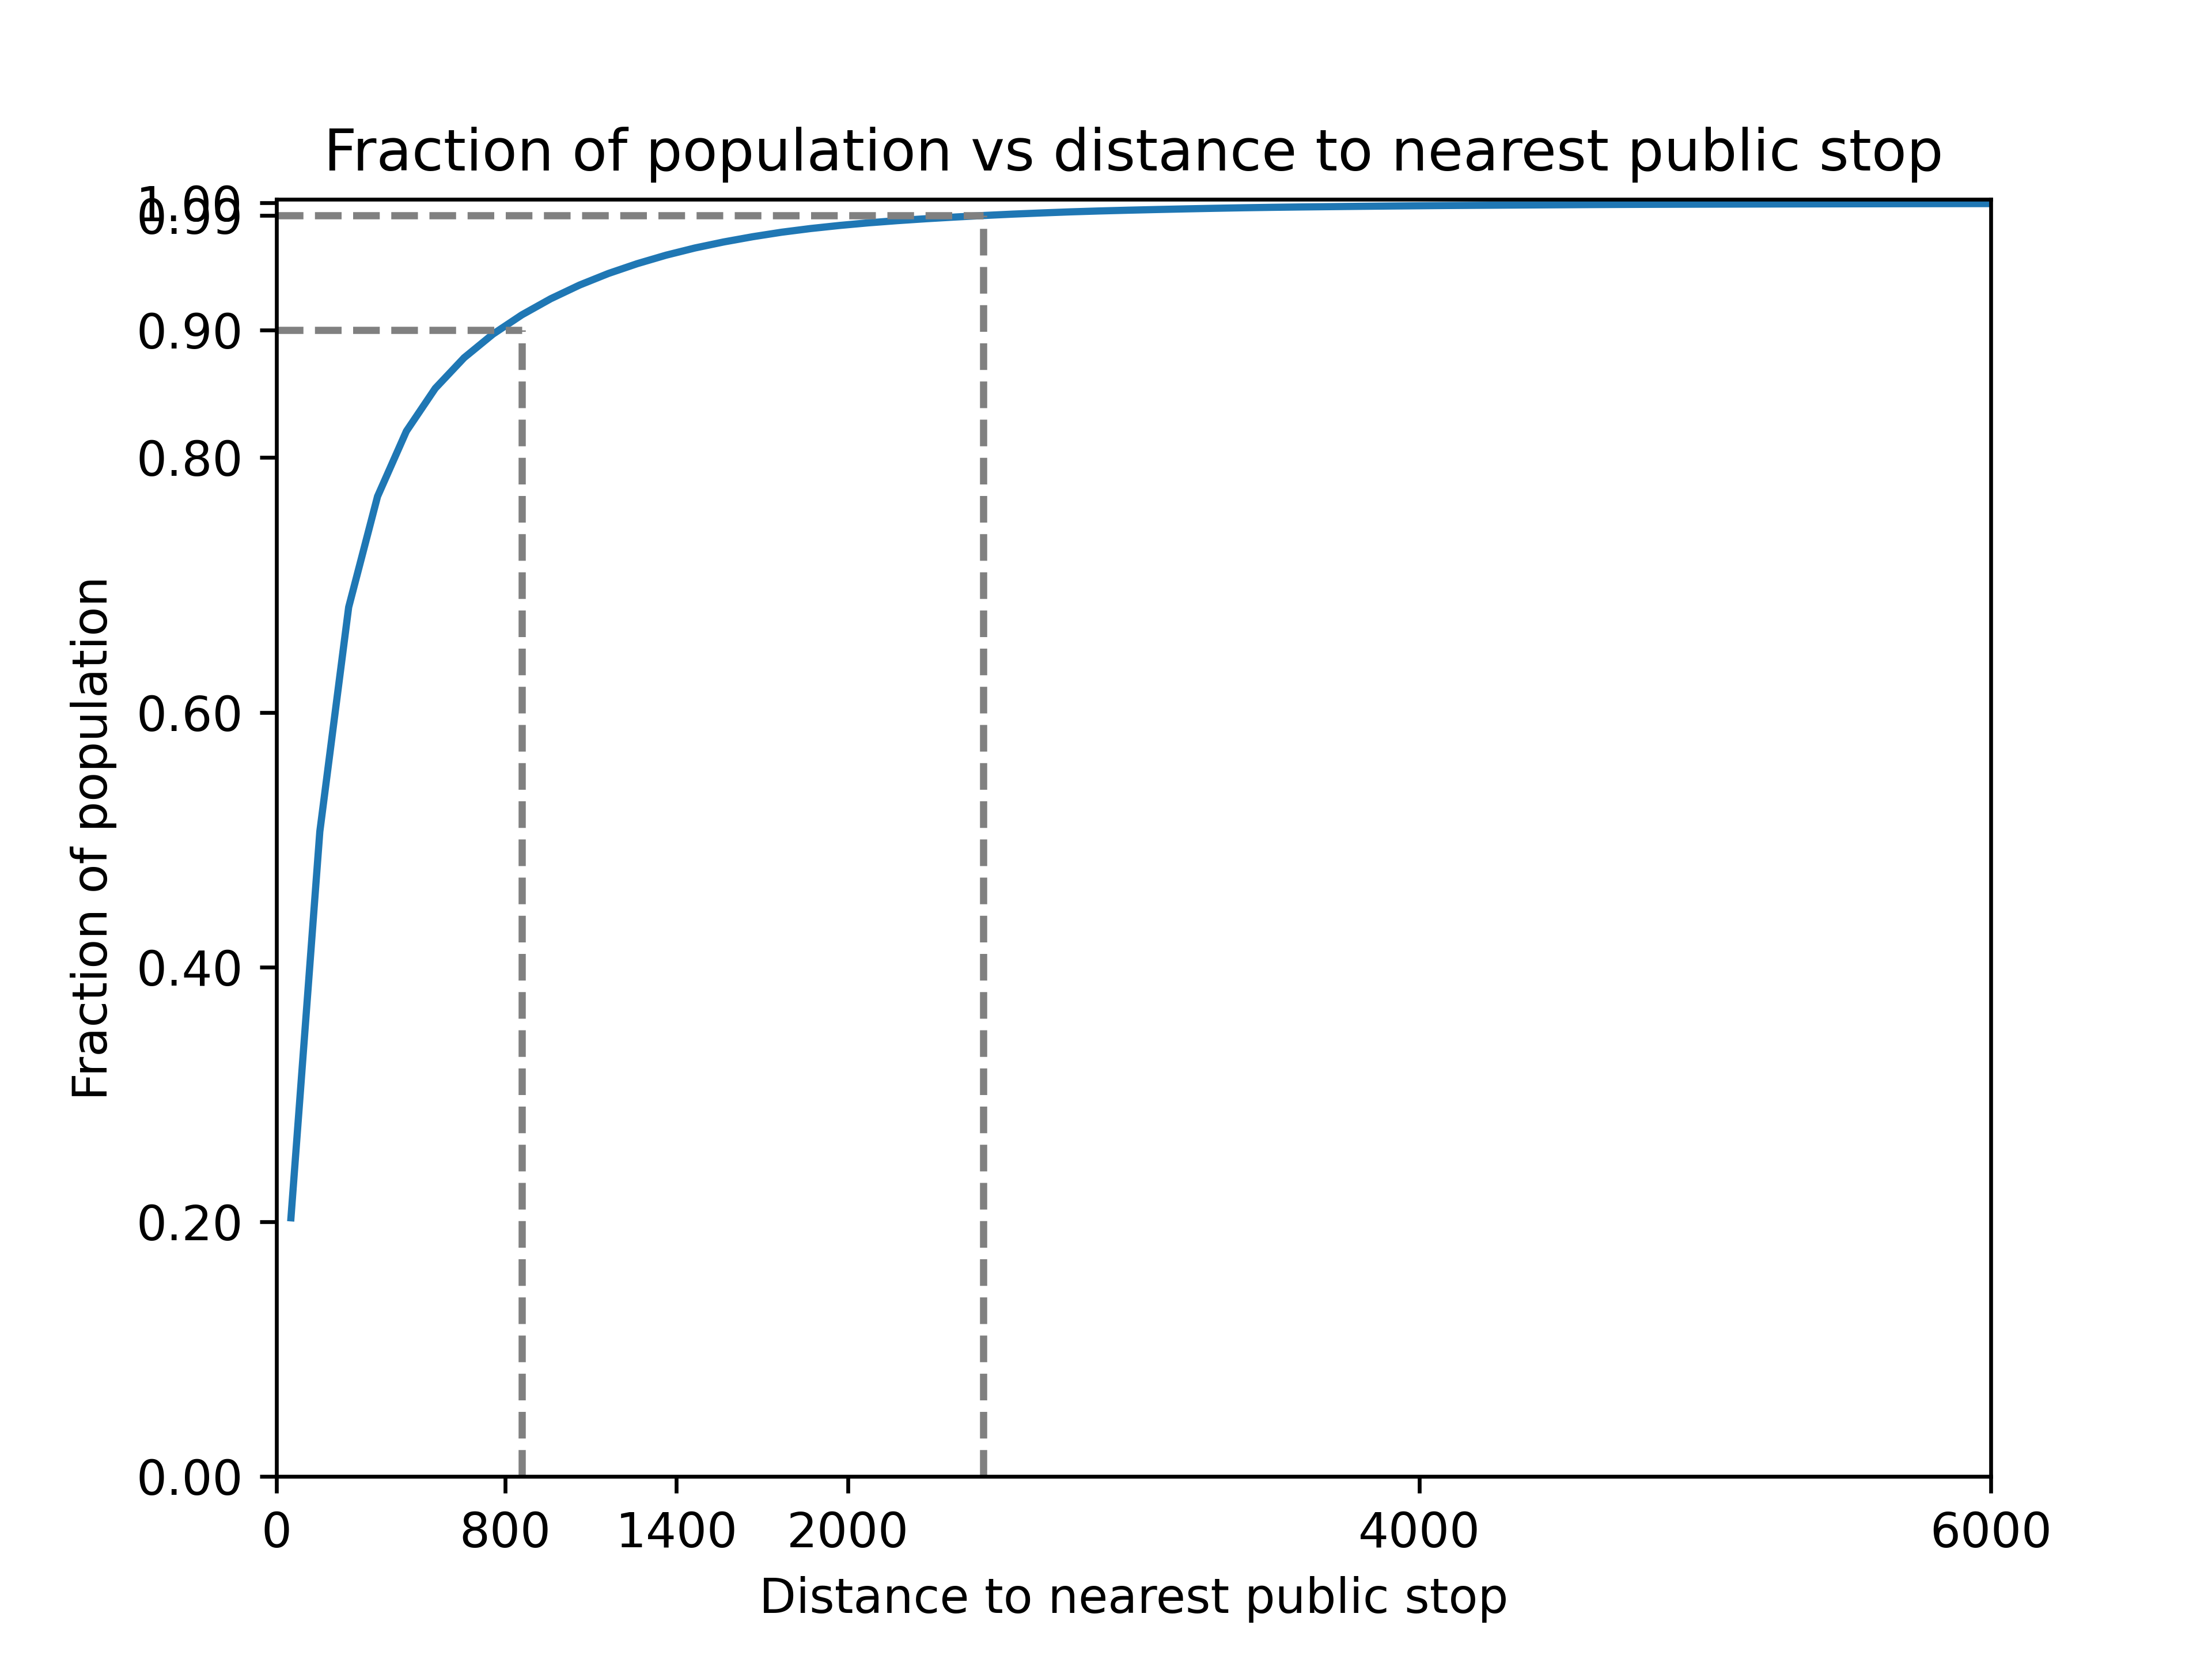 Fraction of population vs distance to nearest public stop
1.00
0.99
0.90
0.80
0.60
0.40
0.20
0.00
Fraction of population
0 800 1400 2000 4000 6000
Distance to nearest public stop